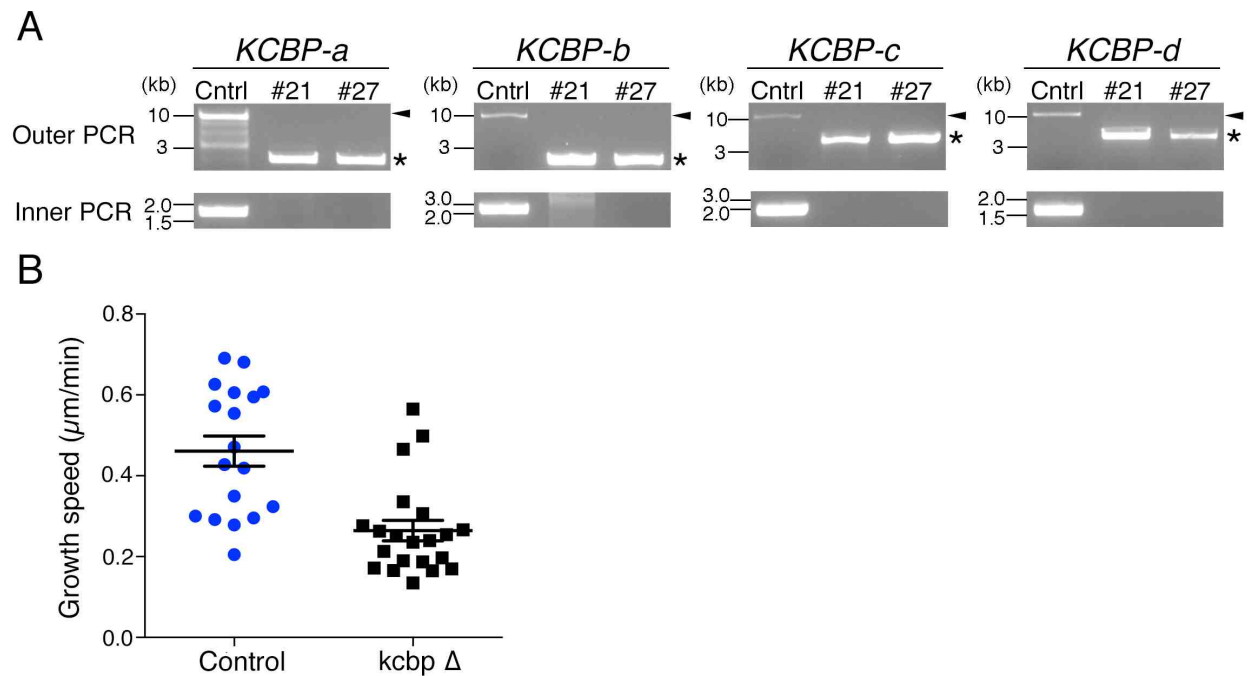 A
KCBP-a KCBP-b KCBP-c KCBP-d
(kb) Cntrl #21 #27 (kb) Cntrl #21 #27 (kb) Cntrl #21 #27 (kb) Cntrl #21 #27
Outer PCR 10 10 10 10
3 * 3 * 3 * 3 *
Inner PCR 2.0 3.0 3.0 2.0
1.5 2.0 2.0 1.5
B
Growth speed (µm/min)
0.8
0.6
0.4
0.2
0.0
Control kcbp Δ